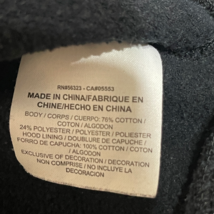 RN#56323 - CA#05553
MADE IN CHINA/FABRIQUE EN
CHINE/HECHO EN CHINA
BODY / CORPS / CUERPO: 76% COTTON
/ COTON / ALGODON
24% POLYESTER / POLYESTER / POLIESTER
HOOD LINING / DOUBLURE DE CAPUCHE /
FORRO DE CAPUCHA: 100% COTTON / COTON /
ALGODON
EXCLUSIVE OF DECORATION / DECORATION
NON COMPRISE / NO INCLUYE LA
DECORACION